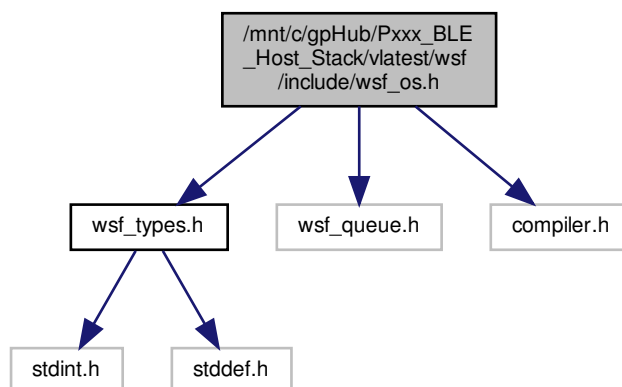 /mnt/c/gpHub/Pxxx_BLE
_Host_Stack/vlatest/wsf
/include/wsf_os.h
wsf_types.h
wsf_queue.h
compiler.h
stdint.h
stddef.h